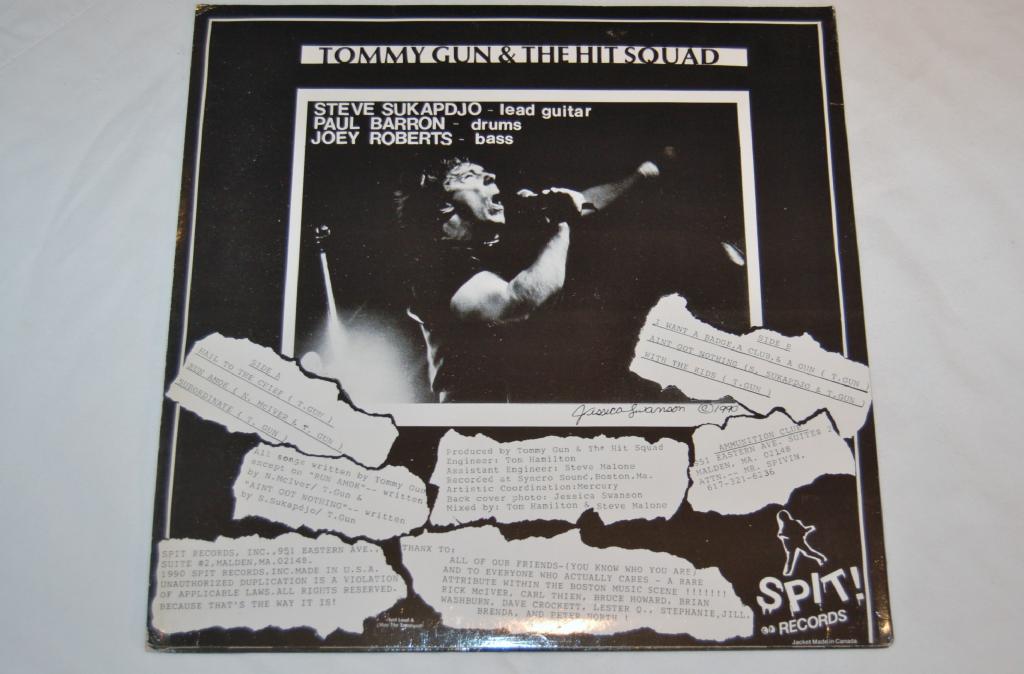 TOMMY GUN & THE HIT SQUAD
STEVE SUKAPDJO - lead guitar
PAUL BARRON - drums
JOEY ROBERTS - bass
Jessica Swanson © 1990
SIDE A
HAIL TO THE CHIEF ( T.GUN )
RUN AMOK ( N. McIVER & T. GUN )
SUBORDINATE ( T. GUN )
SIDE B
I WANT A BADGE,A CLUB,& A GUN ( T.GUN )
AINT GOT NOTHING (S. SUKAPDJO & T.GUN )
WITH THE KIDS ( T.GUN )
All songs written by Tommy Gun
except on "RUN AMOK"-- written
by N.McIver/ T.Gun &
"AINT GOT NOTHING"-- written
by S.Sukapdjo/ T.Gun
Produced by Tommy Gun & The Hit Squad
Engineer: Tom Hamilton
Assistant Engineer: Steve Malone
Recorded at Syncro Sound,Boston,Ma.
Artistic Coordination:Mercury
Back cover photo: Jessica Swanson
Mixed by: Tom Hamilton & Steve Malone
AMMUNITION CLUB
951 EASTERN AVE. SUITE# 2
MALDEN, MA. 02148
ATTN.-- MR. SPIVIN.
617-321-6236
SPIT RECORDS, INC.,951 EASTERN AVE.,
SUITE #2,MALDEN,MA.02148.
1990 SPIT RECORDS,INC.MADE IN U.S.A.
UNAUTHORIZED DUPLICATION IS A VIOLATION
OF APPLICABLE LAWS.ALL RIGHTS RESERVED.
BECAUSE THAT'S THE WAY IT IS!
THANX TO:
ALL OF OUR FRIENDS-(YOU KNOW WHO YOU ARE)
AND TO EVERYONE WHO ACTUALLY CARES - A RARE
ATTRIBUTE WITHIN THE BOSTON MUSIC SCENE !!!!!!!
RICK McIVER, CARL THIEN, BRUCE HOWARD, BRIAN
WASHBURN, DAVE CROCKETT, LESTER Q., STEPHANIE,JILL,
BRENDA, AND PETER NORTH !
SPIT!
RECORDS
Jacket Made in Canada